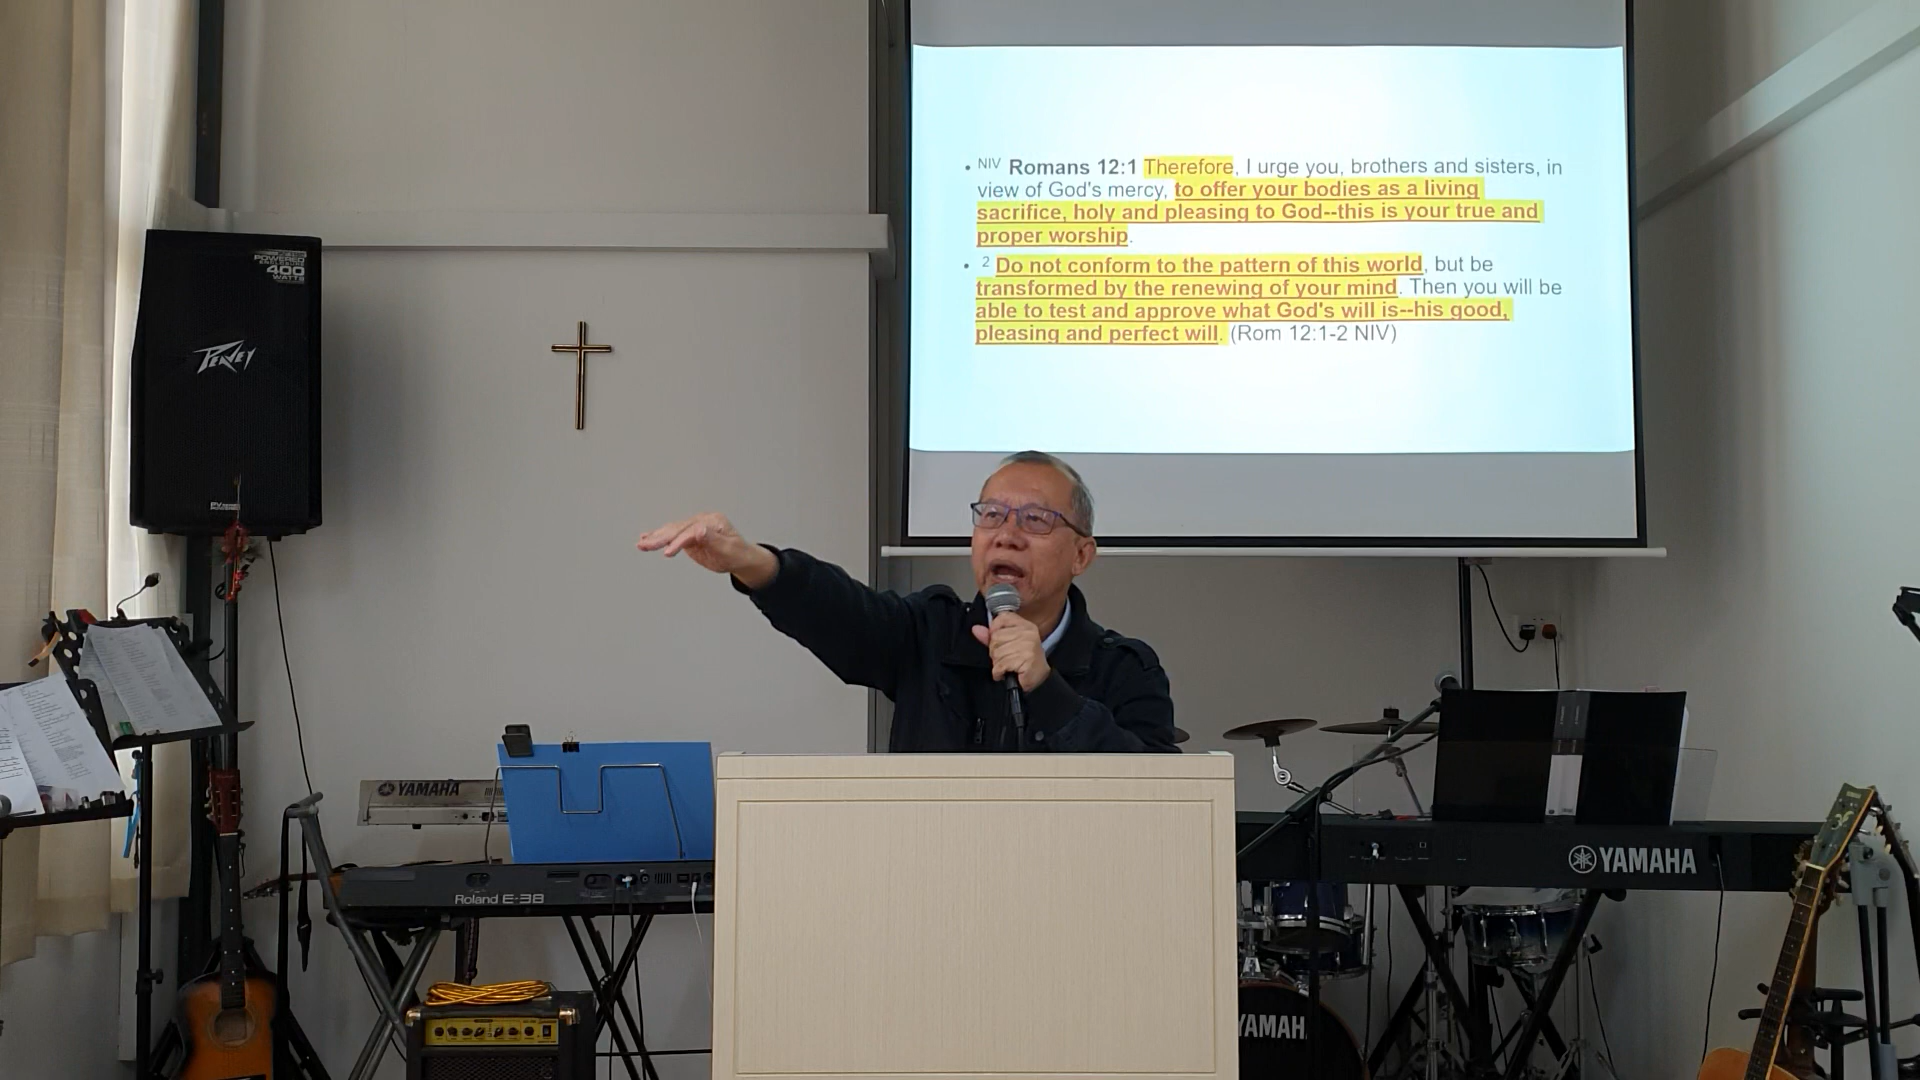 • NIV Romans 12:1 Therefore, I urge you, brothers and sisters, in
view of God's mercy, to offer your bodies as a living
sacrifice, holy and pleasing to God--this is your true and
proper worship.
• 2 Do not conform to the pattern of this world, but be
transformed by the renewing of your mind. Then you will be
able to test and approve what God's will is--his good,
pleasing and perfect will. (Rom 12:1-2 NIV)
POWERED
ENCLOSURE
400
WATTS
PEAVEY
YAMAHA
Roland E-38
YAMAHA
YAMAH